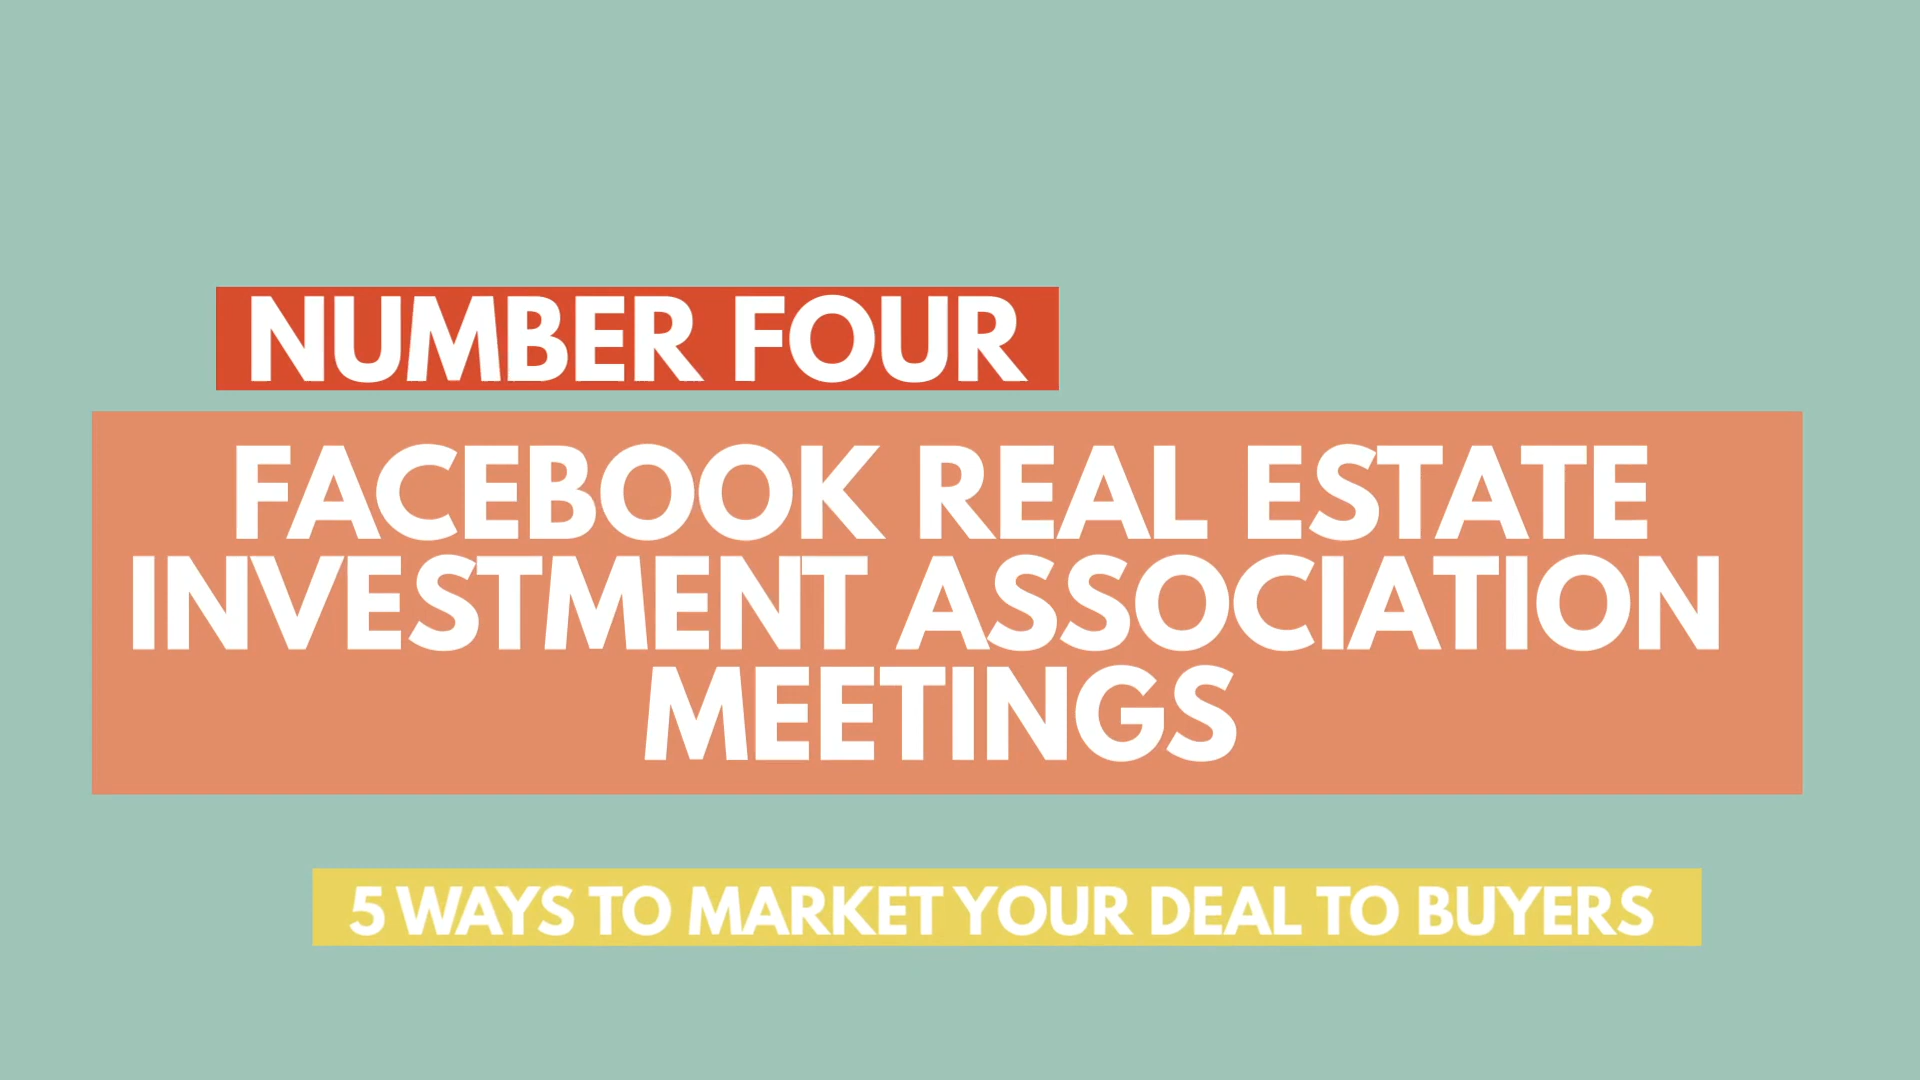 NUMBER FOUR
FACEBOOK REAL ESTATE
INVESTMENT ASSOCIATION
MEETINGS
5 WAYS TO MARKET YOUR DEAL TO BUYERS